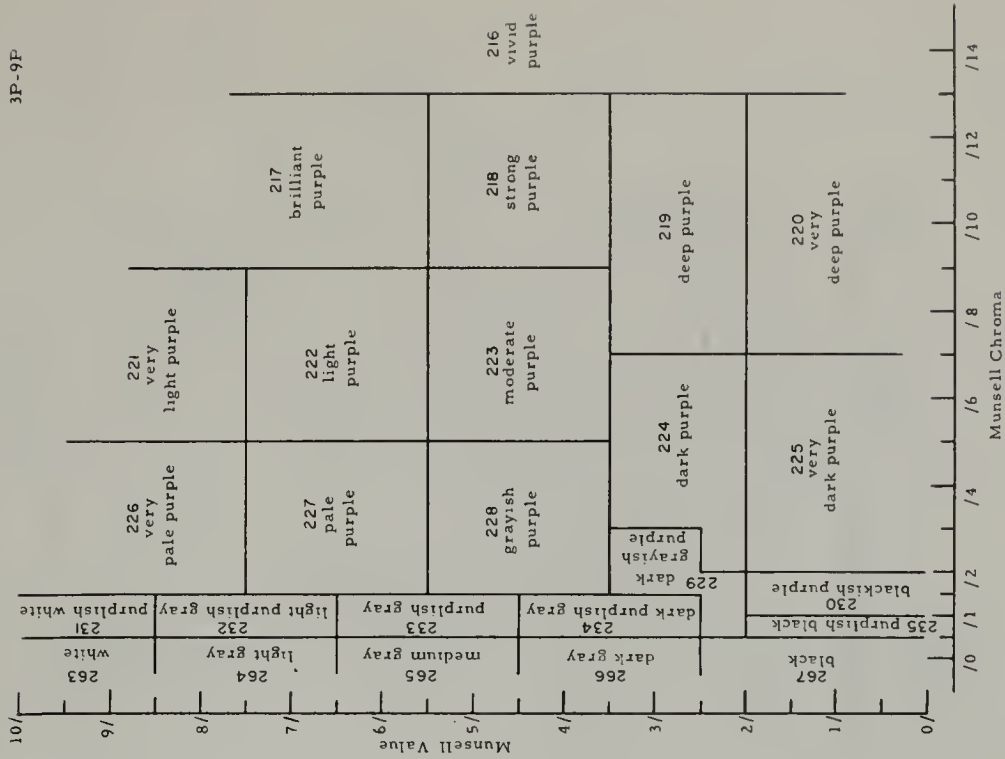 3P-9P
216
vivid
purple
217
brilliant
purple
218
strong
purple
219
deep purple
220
very
deep purple
221
very
light purple
222
light
purple
223
moderate
purple
224
dark purple
225
very
dark purple
226
very
pale purple
227
pale
purple
228
grayish
purple
229
dark
grayish
purple
230
blackish purple
231
purplish white
232
light purplish gray
233
purplish gray
234
dark purplish gray
235 purplish black
263
white
264
light gray
265
medium gray
266
dark gray
267
black
10/ 9/ 8/ 7/ 6/ 5/ 4/ 3/ 2/ 1/ 0/
Munsell Value
/0 /1 /2 /4 /6 /8 /10 /12 /14
Munsell Chroma